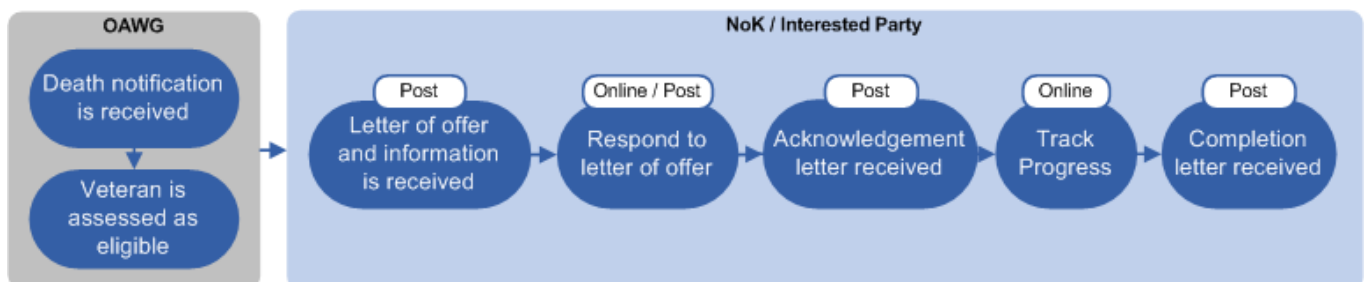 OAWG
Death notification
is received
Veteran is
assessed as
eligible
NoK / Interested Party
Post
Letter of offer
and information
is received
Online / Post
Respond to
letter of offer
Post
Acknowledgement
letter received
Online
Track
Progress
Post
Completion
letter received